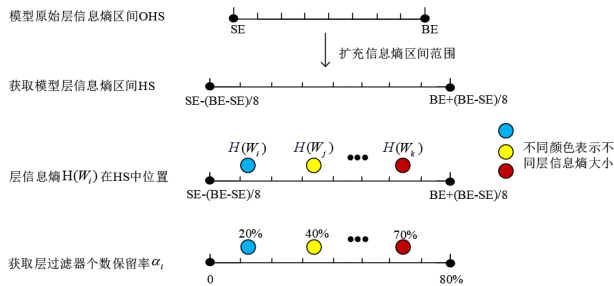 模型原始层信息熵区间OHS
SE
BE
扩充信息熵区间范围
获取模型层信息熵区间HS
SE-(BE-SE)/8
BE+(BE-SE)/8
H(W_i)
H(W_j)
H(W_k)
不同颜色表示不
同层信息熵大小
层信息熵H(W_i)在HS中位置
SE-(BE-SE)/8
BE+(BE-SE)/8
20%
40%
70%
获取层过滤器个数保留率α_i
0
80%